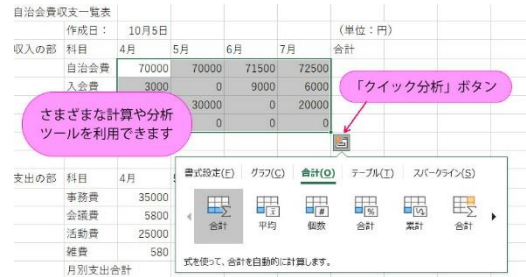 自治会費収支一覧表
作成日： 10月5日 （単位：円）
収入の部 科目 4月 5月 6月 7月 合計
自治会費 70000 70000 71500 72500
入会費 3000 0 9000 6000
30000 0 20000
0 0 0
「クイック分析」ボタン
さまざまな計算や分析
ツールを利用できます
支出の部 科目 4月
事務費 35000
会議費 5800
活動費 25000
雑費 580
月別支出合計
書式設定(F) グラフ(C) 合計(O) テーブル(T) スパークライン(S)
合計 平均 個数 合計 累計 合計
式を使って、合計を自動的に計算します。